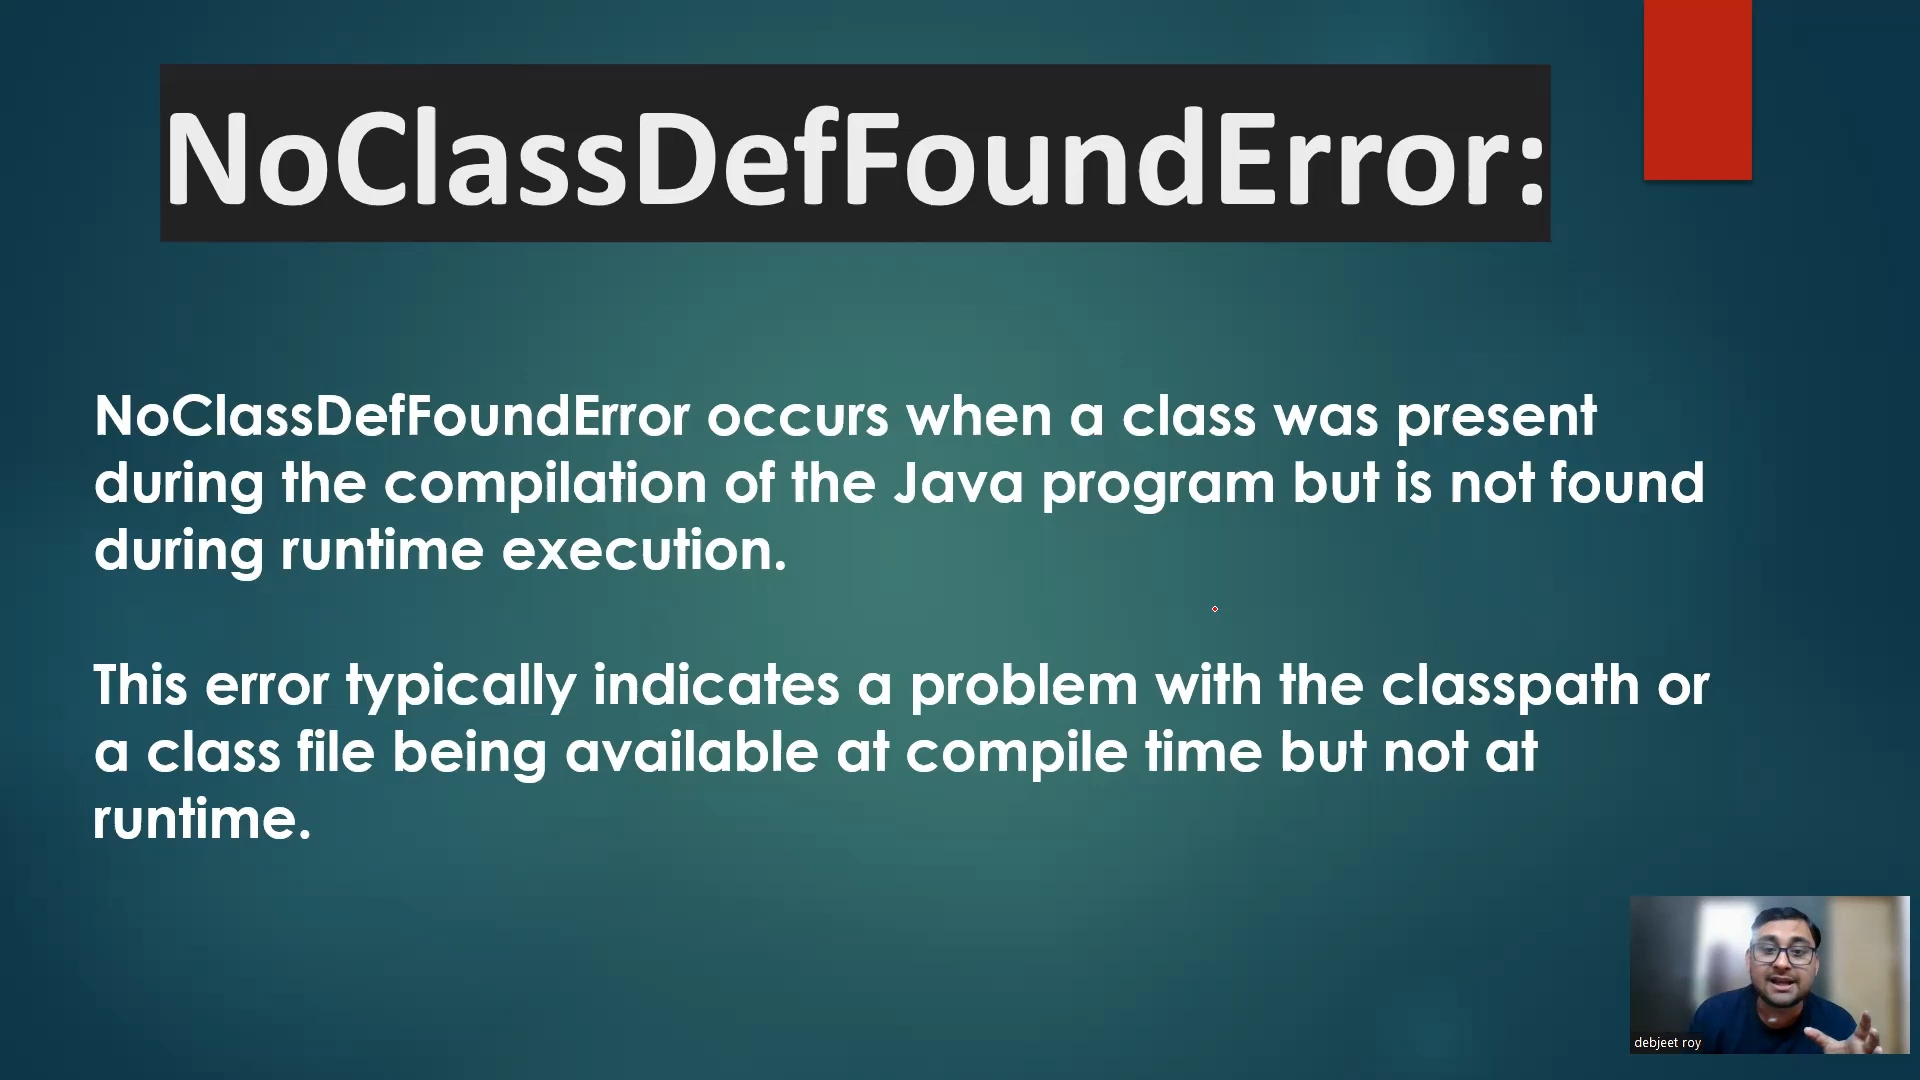 NoClassDefFoundError:
NoClassDefFoundError occurs when a class was present
during the compilation of the Java program but is not found
during runtime execution.
This error typically indicates a problem with the classpath or
a class file being available at compile time but not at
runtime.
debjeet roy